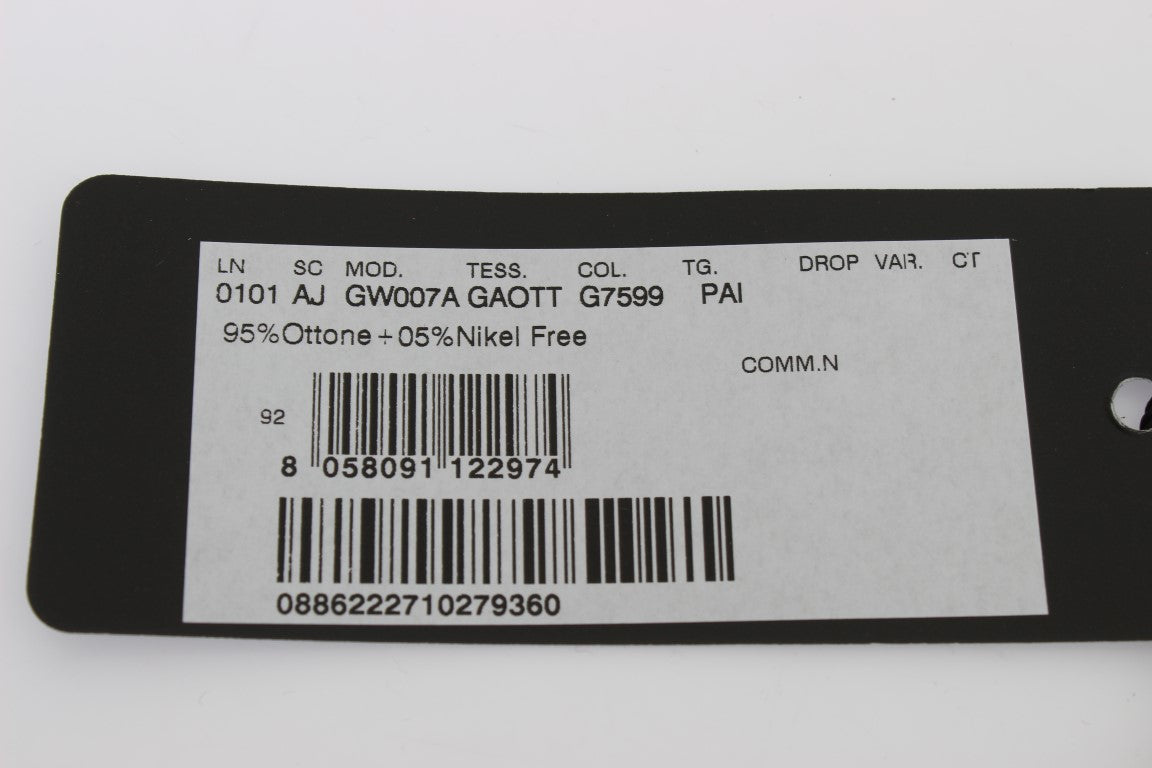 LN SC MOD. TESS. COL. TG. DROP VAR. CT
0101 AJ GW007A GAOTT G7599 PAI
95%Ottone+05%Nikel Free
COMM.N
92
8 058091 122974
0886222710279360